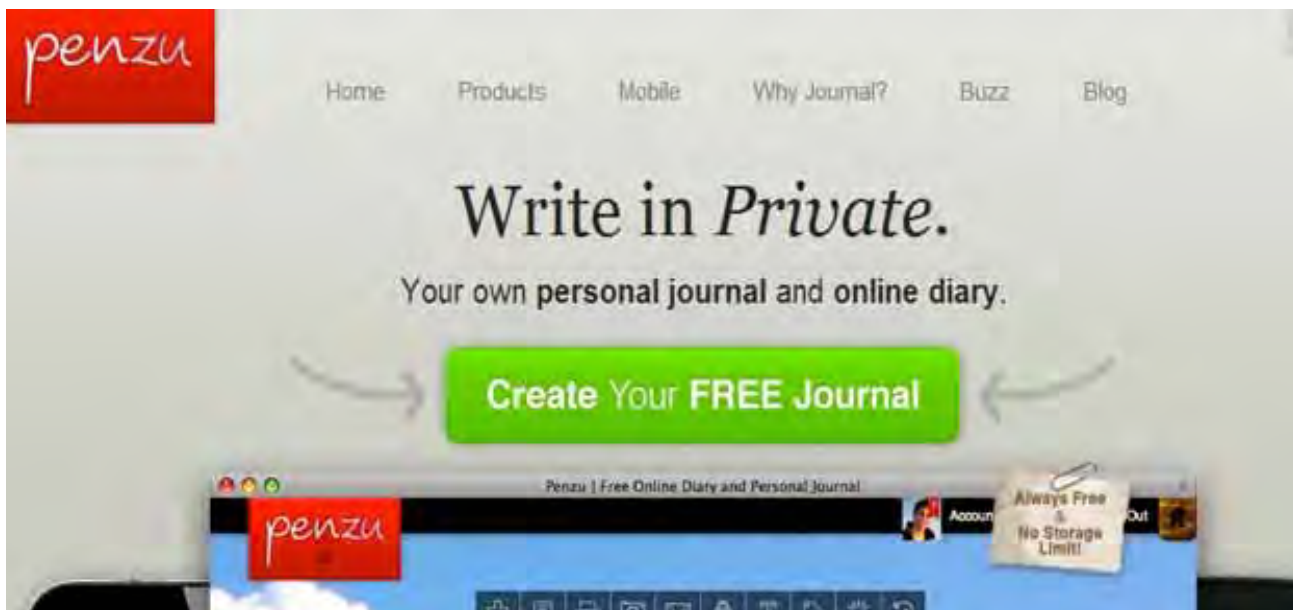 penzu
Home Products Mobile Why Journal? Buzz Blog
Write in Private.
Your own personal journal and online diary.
Create Your FREE Journal
Penzu | Free Online Diary and Personal Journal
penzu
Accoun
Out
Always Free
&
No Storage
Limit!